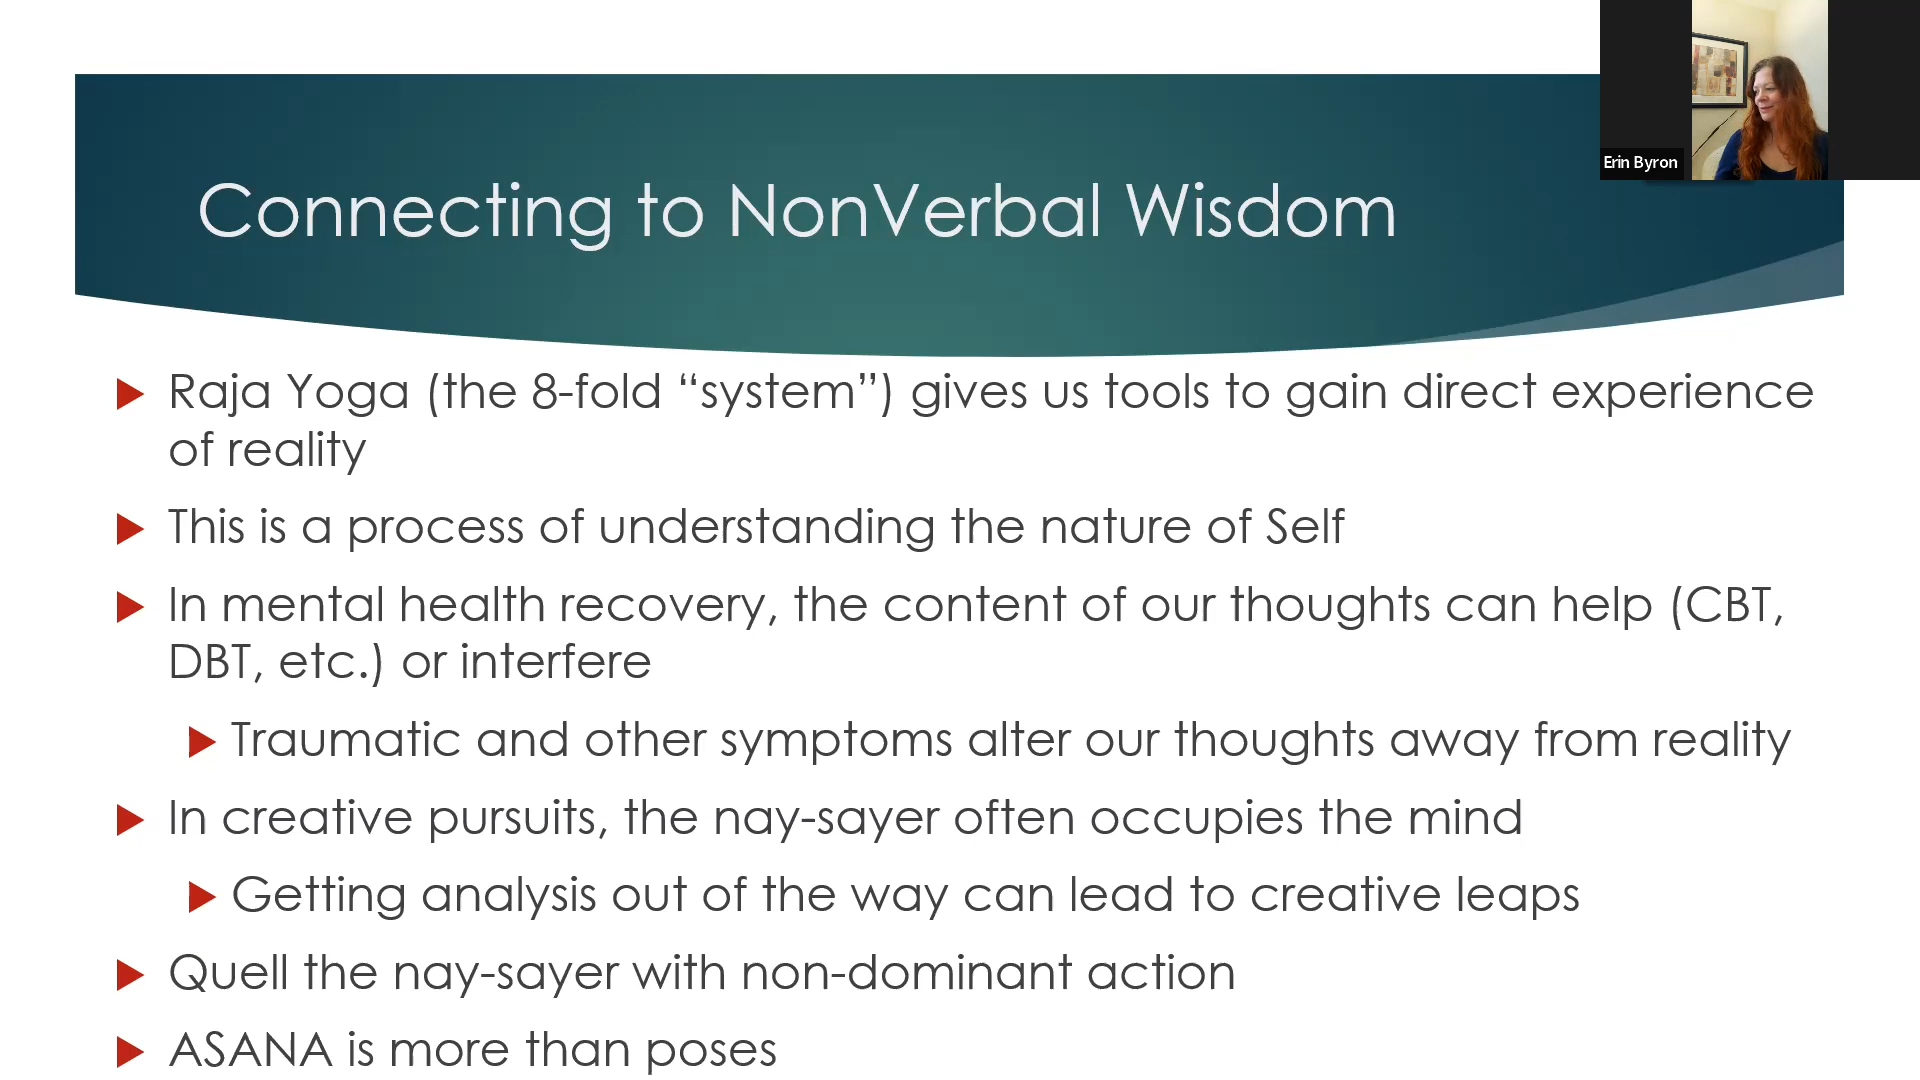 Erin Byron
Connecting to NonVerbal Wisdom
Raja Yoga (the 8-fold “system”) gives us tools to gain direct experience
of reality
This is a process of understanding the nature of Self
In mental health recovery, the content of our thoughts can help (CBT,
DBT, etc.) or interfere
Traumatic and other symptoms alter our thoughts away from reality
In creative pursuits, the nay-sayer often occupies the mind
Getting analysis out of the way can lead to creative leaps
Quell the nay-sayer with non-dominant action
ASANA is more than poses